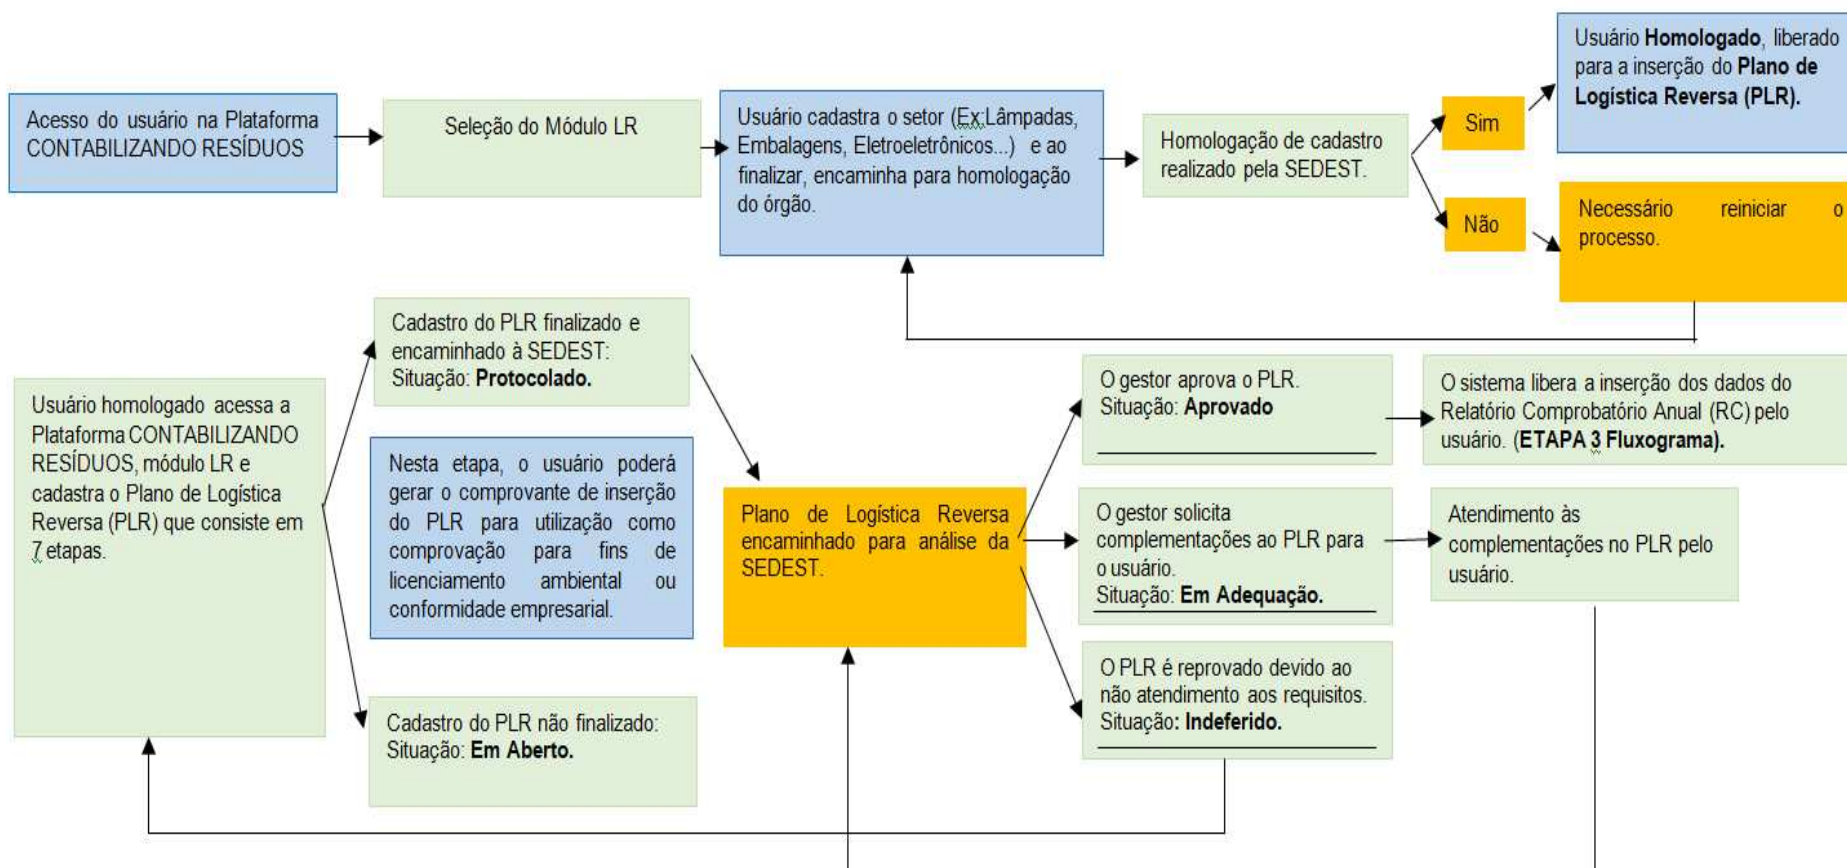 Acesso do usuário na Plataforma
CONTABILIZANDO RESÍDUOS
Seleção do Módulo LR
Usuário cadastra o setor (Ex:Lâmpadas,
Embalagens, Eletroeletrônicos...) e ao
finalizar, encaminha para homologação
do órgão.
Homologação de cadastro
realizado pela SEDEST.
Sim
Não
Usuário Homologado, liberado
para a inserção do Plano de
Logística Reversa (PLR).
Necessário reiniciar o
processo.
Usuário homologado acessa a
Plataforma CONTABILIZANDO
RESÍDUOS, módulo LR e
cadastra o Plano de Logística
Reversa (PLR) que consiste em
7 etapas.
Cadastro do PLR finalizado e
encaminhado à SEDEST:
Situação: Protocolado.
Nesta etapa, o usuário poderá
gerar o comprovante de inserção
do PLR para utilização como
comprovação para fins de
licenciamento ambiental ou
conformidade empresarial.
Cadastro do PLR não finalizado:
Situação: Em Aberto.
Plano de Logística Reversa
encaminhado para análise da
SEDEST.
O gestor aprova o PLR.
Situação: Aprovado
O sistema libera a inserção dos dados do
Relatório Comprobatório Anual (RC) pelo
usuário. (ETAPA 3 Fluxograma).
O gestor solicita
complementações ao PLR para
o usuário.
Situação: Em Adequação.
Atendimento às
complementações no PLR pelo
usuário.
O PLR é reprovado devido ao
não atendimento aos requisitos.
Situação: Indeferido.